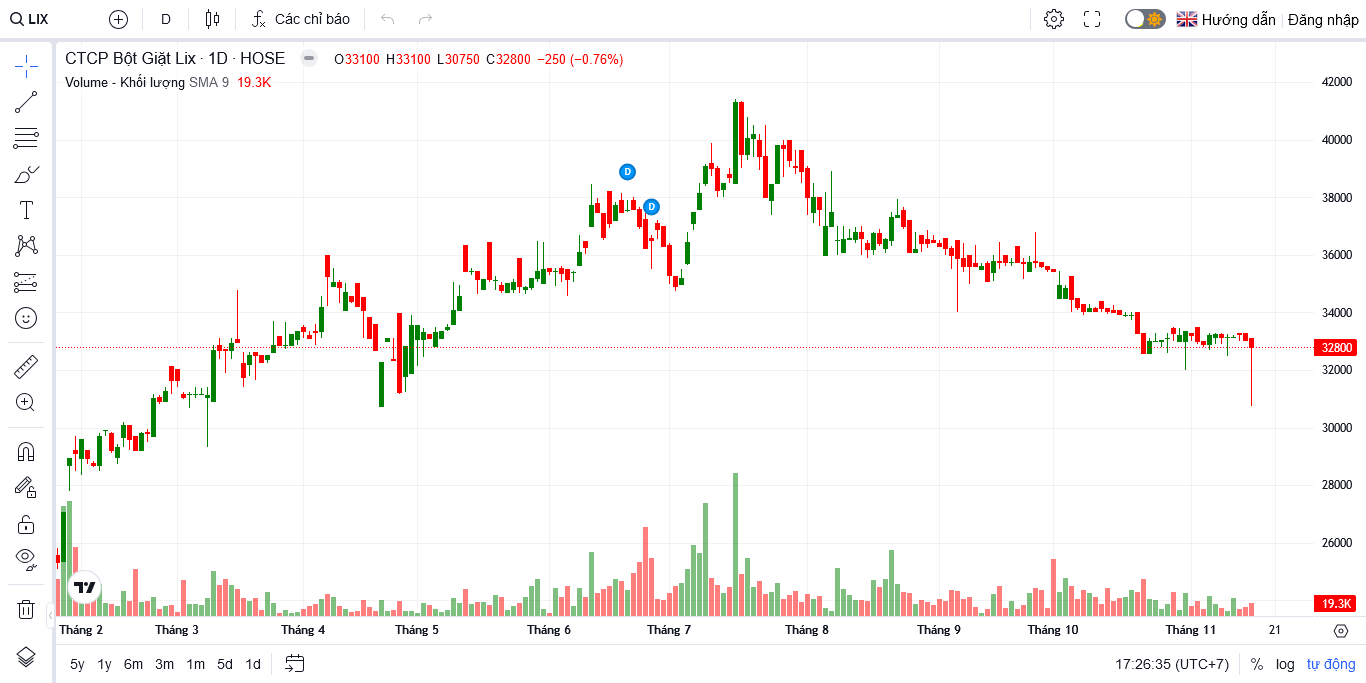 LIX D Các chỉ báo Hướng dẫn Đăng nhập
CTCP Bột Giặt Lix · 1D · HOSE O33100 H33100 L30750 C32800 −250 (−0.76%)
Volume - Khối lượng SMA 9 19.3K
42000
40000
D
38000
D
36000
34000
32800
32000
30000
28000
26000
19.3K
Tháng 2 Tháng 3 Tháng 4 Tháng 5 Tháng 6 Tháng 7 Tháng 8 Tháng 9 Tháng 10 Tháng 11 21
5y 1y 6m 3m 1m 5d 1d 17:26:35 (UTC+7) % log tự động